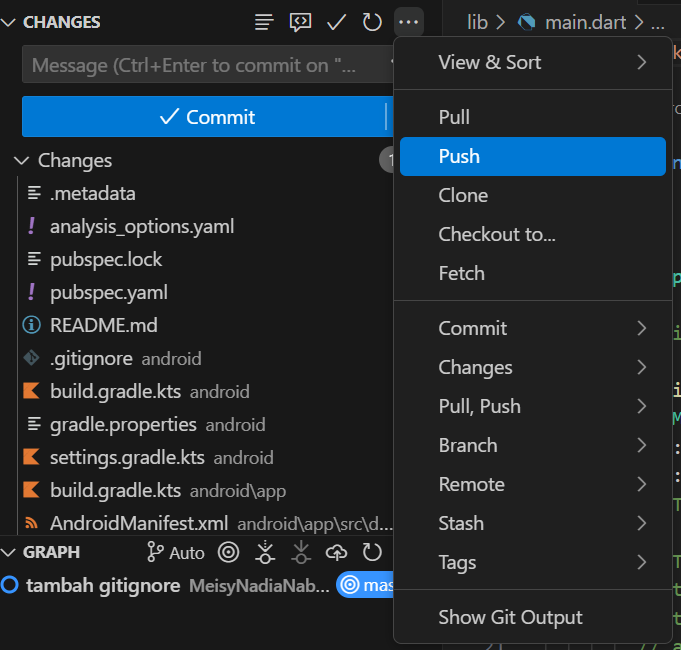 CHANGES
lib > main.dart > ...
Message (Ctrl+Enter to commit on "...
Commit
Changes
.metadata
! analysis_options.yaml
pubspec.lock
! pubspec.yaml
README.md
.gitignore android
build.gradle.kts android
gradle.properties android
settings.gradle.kts android
build.gradle.kts android\app
AndroidManifest.xml android\app\src\d...
GRAPH Auto
tambah gitignore MeisyNadiaNab... mas
View & Sort
Pull
Push
Clone
Checkout to...
Fetch
Commit
Changes
Pull, Push
Branch
Remote
Stash
Tags
Show Git Output